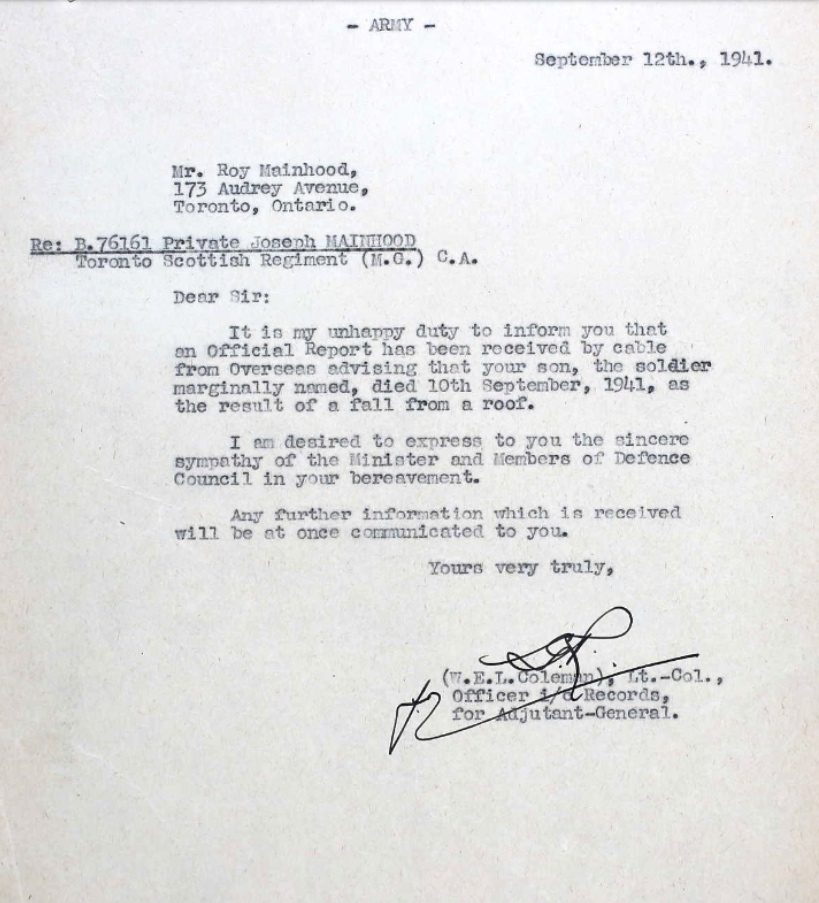 - ARMY -
September 12th., 1941.
Mr. Roy Mainhood,
173 Audrey Avenue,
Toronto, Ontario.
Re: B.76161 Private Joseph MAINHOOD
Toronto Scottish Regiment (M.G.) C.A.
Dear Sir:
It is my unhappy duty to inform you that
an Official Report has been received by cable
from Overseas advising that your son, the soldier
marginally named, died 10th September, 1941, as
the result of a fall from a roof.
I am desired to express to you the sincere
sympathy of the Minister and Members of Defence
Council in your bereavement.
Any further information which is received
will be at once communicated to you.
Yours very truly,
(W.E.L.Coleman), Lt.-Col.,
Officer i/c Records,
for Adjutant-General.